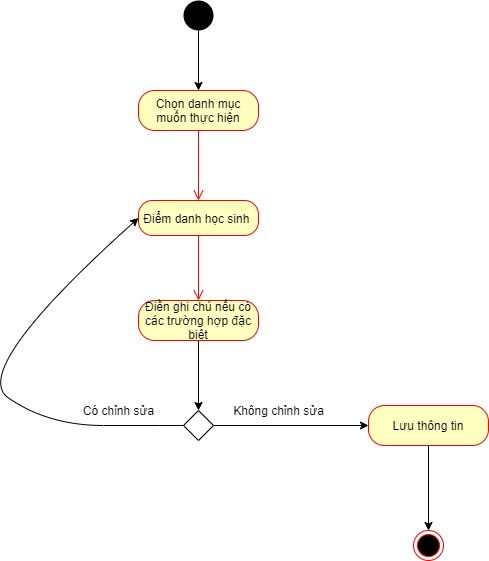 Chọn danh mục
muốn thực hiện
Điểm danh học sinh
Điền ghi chú nếu có
các trường hợp đặc
biệt
Có chỉnh sửa
Không chỉnh sửa
Lưu thông tin